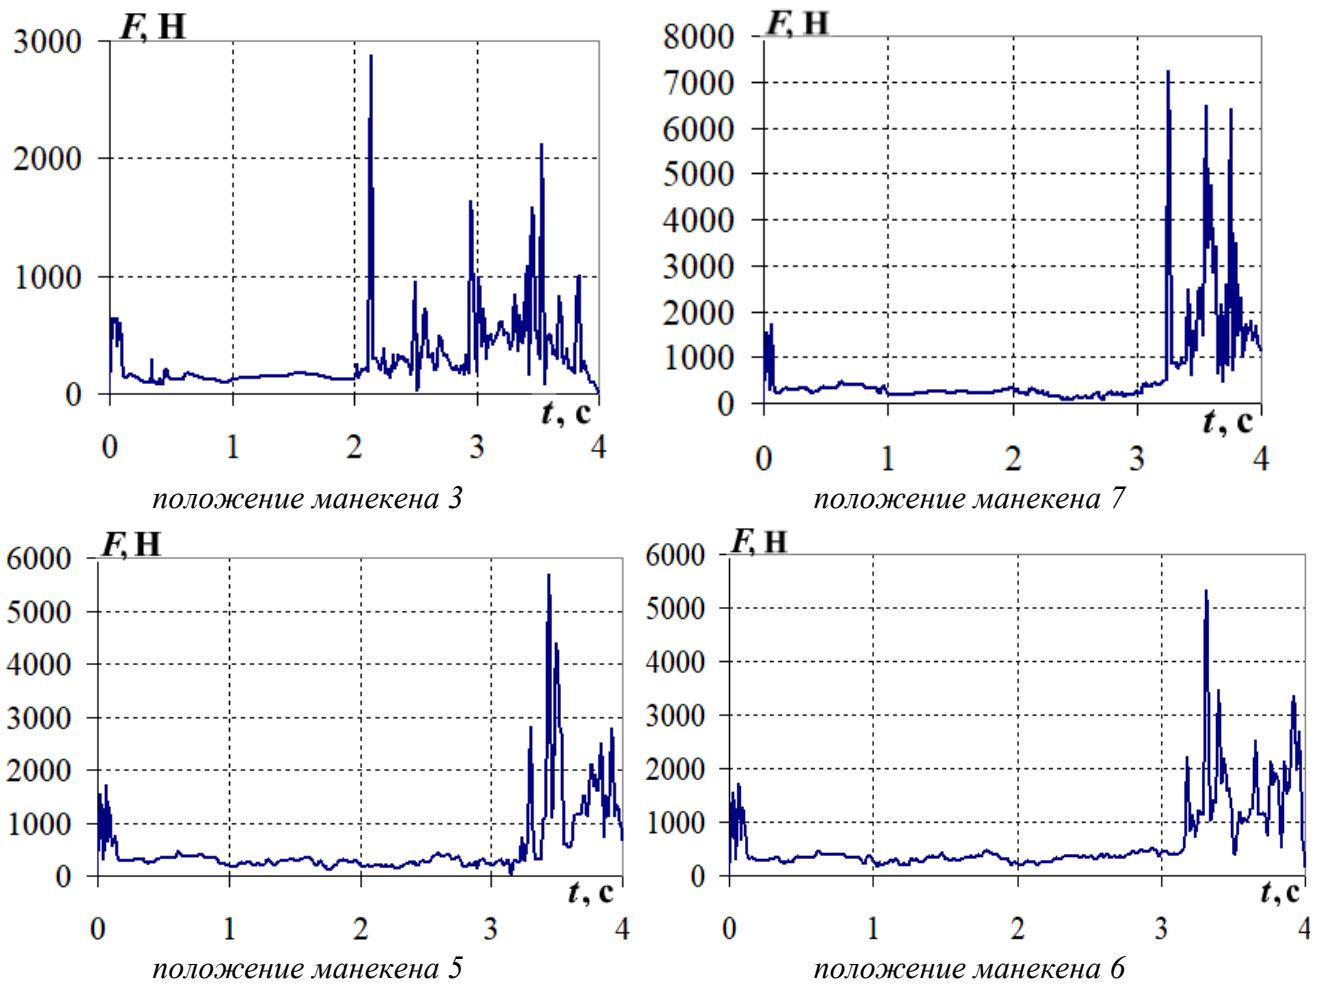 F, Н
3000
2000
1000
0
t, с
0 1 2 3 4
положение манекена 3
F, Н
8000
7000
6000
5000
4000
3000
2000
1000
0
t, с
0 1 2 3 4
положение манекена 7
F, Н
6000
5000
4000
3000
2000
1000
0
t, с
0 1 2 3 4
положение манекена 5
F, Н
6000
5000
4000
3000
2000
1000
0
t, с
0 1 2 3 4
положение манекена 6